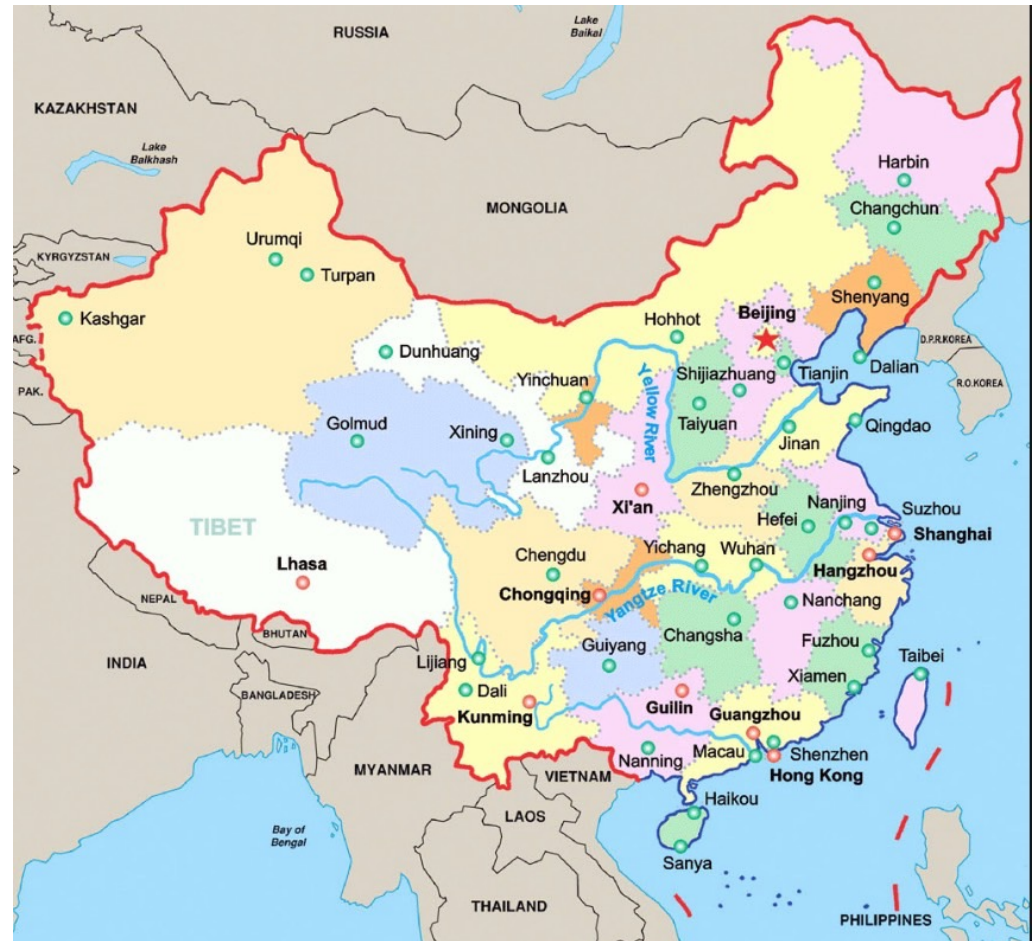 RUSSIA
Lake
Baikal
KAZAKHSTAN
Lake
Balkhash
MONGOLIA
Harbin
Changchun
Urumqi
Turpan
KYRGYZSTAN
Kashgar
Shenyang
Beijing
Hohhot
AFG.
Dunhuang
D.P.R.KOREA
Tianjin
Dalian
Shijiazhuang
Yinchuan
PAK.
R.O.KOREA
Yellow River
Golmud
Xining
Taiyuan
Jinan
Qingdao
Lanzhou
Zhengzhou
Xi'an
Nanjing
Suzhou
Hefei
TIBET
Shanghai
Chengdu
Yichang
Wuhan
Lhasa
Hangzhou
Chongqing
Yangtze River
Nanchang
NEPAL
BHUTAN
Changsha
Guiyang
Fuzhou
INDIA
Lijiang
Taibei
Xiamen
BANGLADESH
Dali
Kunming
Guilin
Guangzhou
Macau
Shenzhen
Nanning
MYANMAR
VIETNAM
Hong Kong
Haikou
LAOS
Bay of
Bengal
Sanya
THAILAND
PHILIPPINES